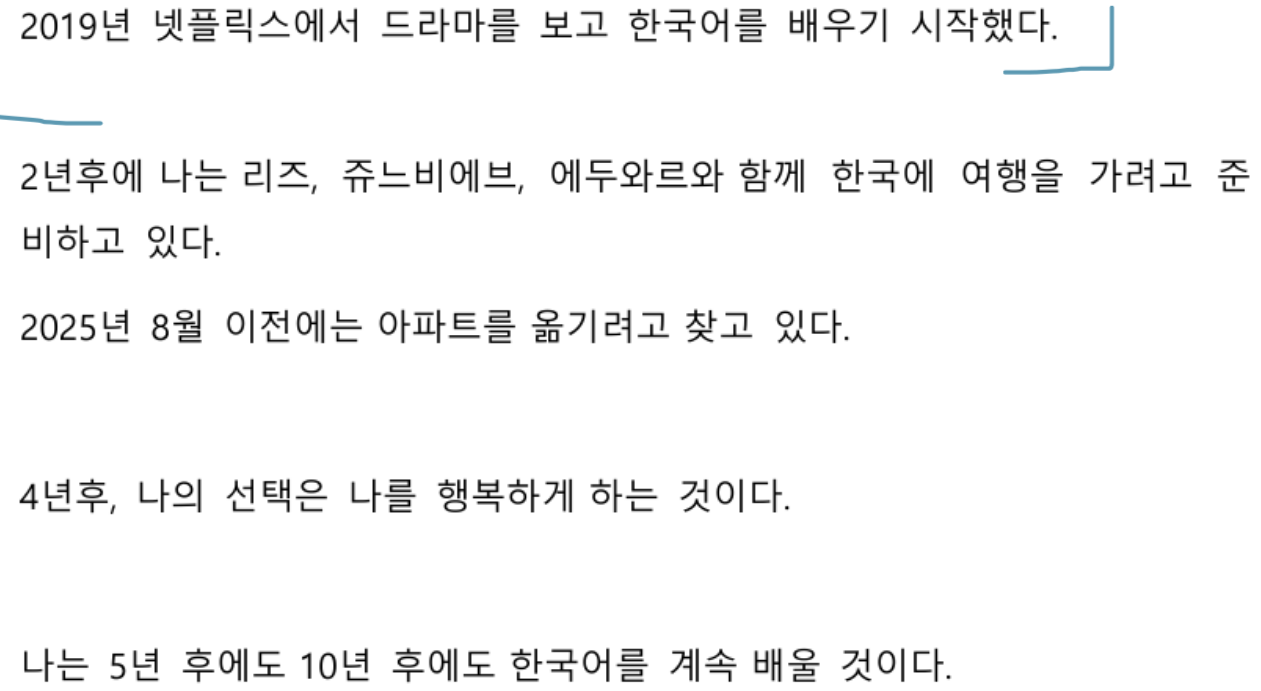 2019년 넷플릭스에서 드라마를 보고 한국어를 배우기 시작했다.
2년후에 나는 리즈, 쥬느비에브, 에두와르와 함께 한국에 여행을 가려고 준
비하고 있다.
2025년 8월 이전에는 아파트를 옮기려고 찾고 있다.
4년후, 나의 선택은 나를 행복하게 하는 것이다.
나는 5년 후에도 10년 후에도 한국어를 계속 배울 것이다.